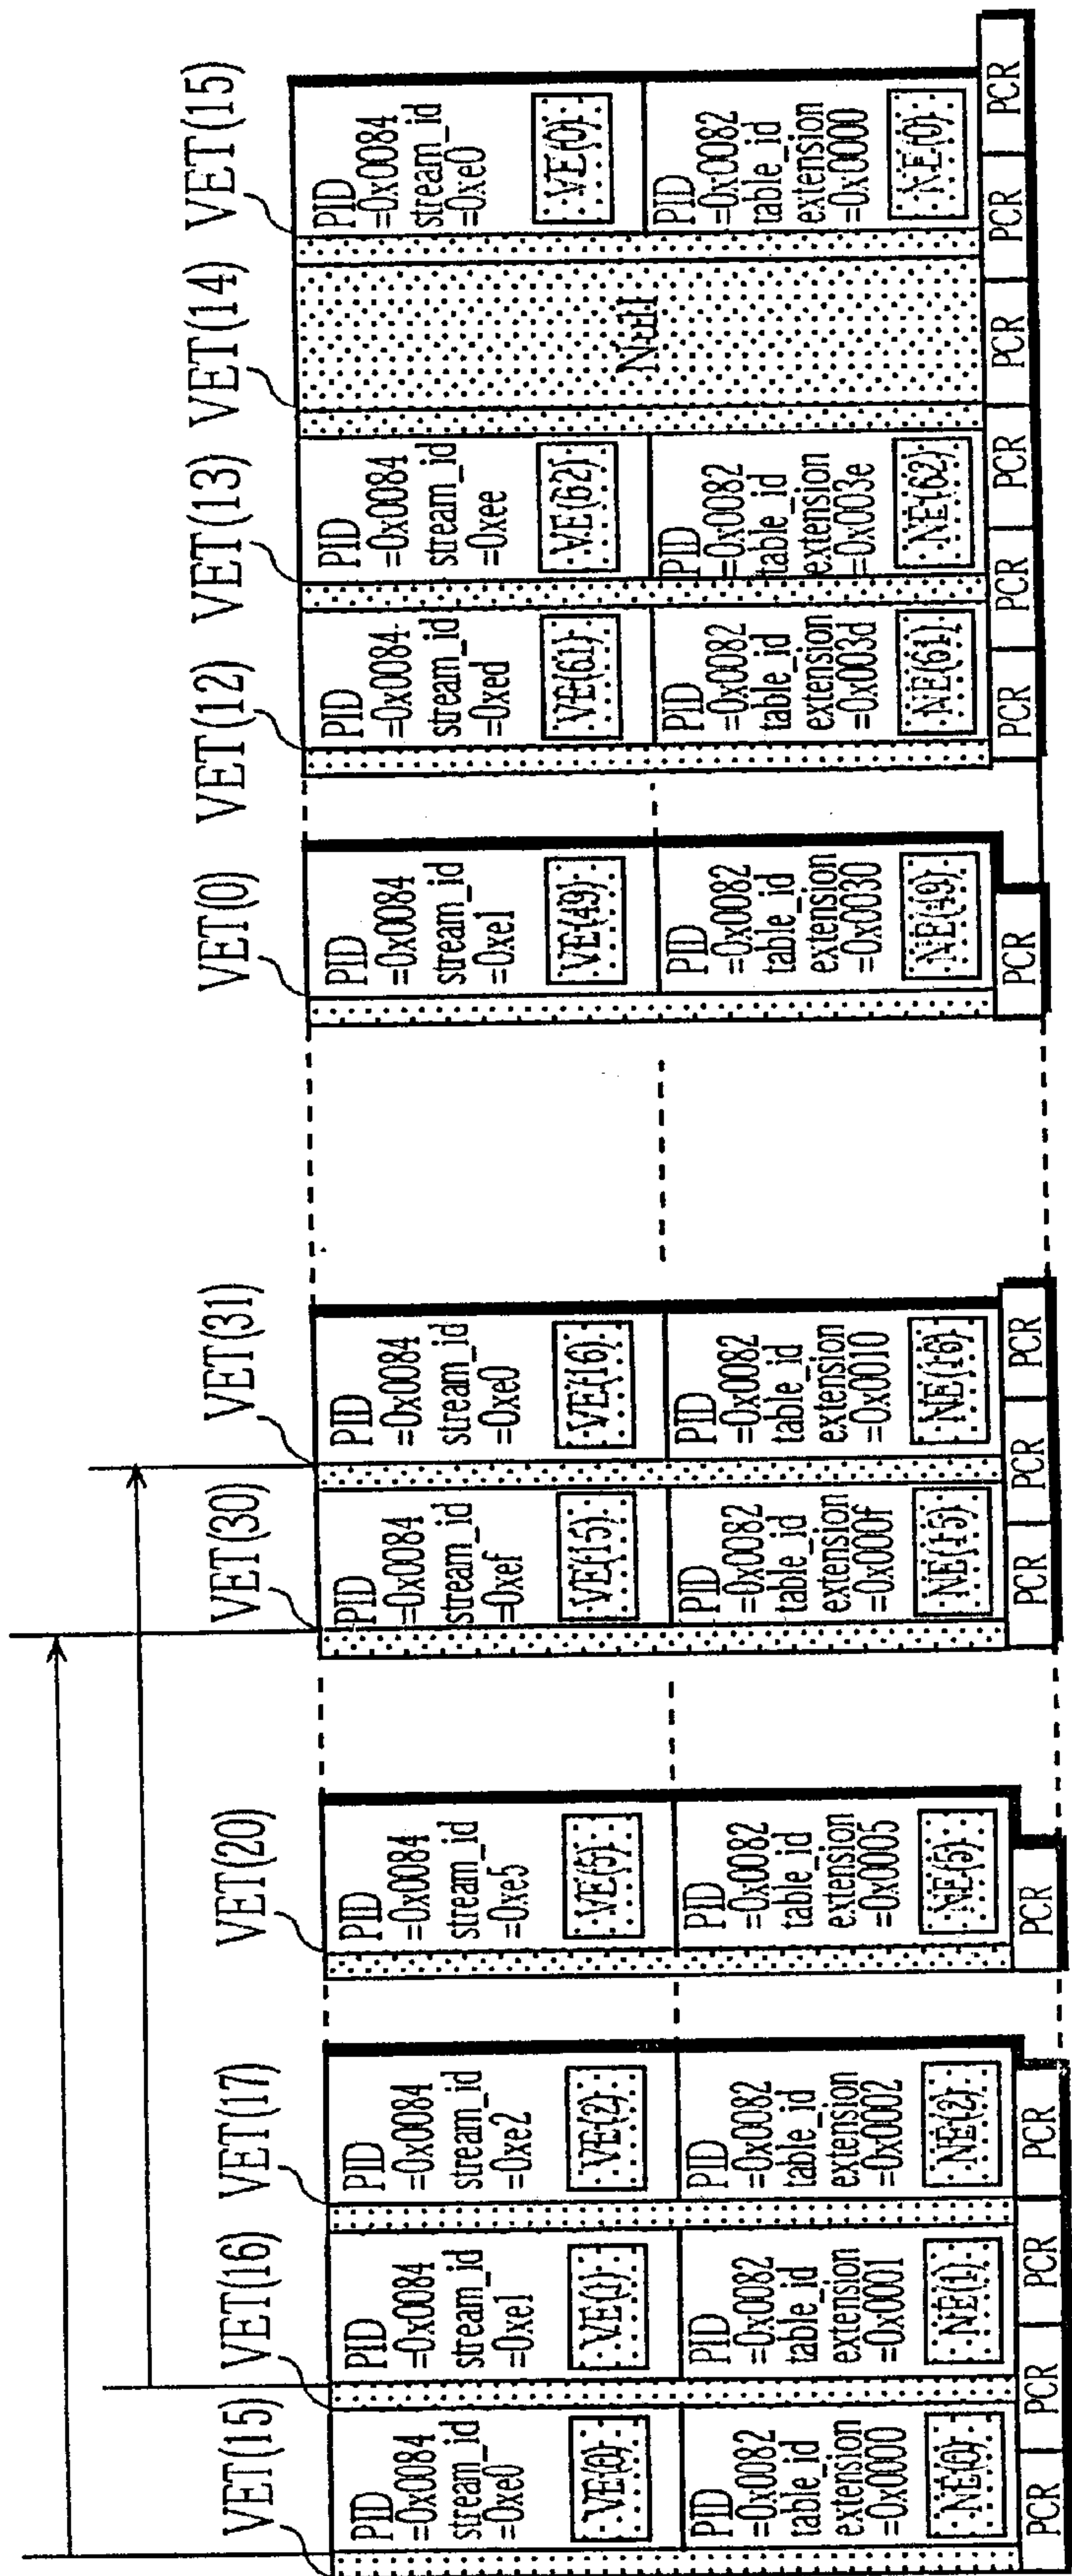 VET(15)
PID
=0x0084
stream_id
=0xe0
VE(0)
PID
=0x0082
table_id
extension
=0x0000
NE(0)
VET(16)
PID
=0x0084
stream_id
=0xe1
VE(1)
PID
=0x0082
table_id
extension
=0x0001
NE(1)
VET(17)
PID
=0x0084
stream_id
=0xe2
VE(2)
PID
=0x0082
table_id
extension
=0x0002
NE(2)
PCR
PCR
PCR
PCR
VET(20)
PID
=0x0084
stream_id
=0xe5
VE(5)
PID
=0x0082
table_id
extension
=0x0005
NE(5)
PCR
VET(30)
PID
=0x0084
stream_id
=0xef
VE(15)
PID
=0x0082
table_id
extension
=0x000f
NE(15)
VET(31)
PID
=0x0084
stream_id
=0xe0
VE(16)
PID
=0x0082
table_id
extension
=0x0010
NE(16)
PCR
PCR
PCR
VET(0)
PID
=0x0084
stream_id
=0xe1
VE(49)
PID
=0x0082
table_id
extension
=0x0030
NE(49)
PCR
VET(12)
PID
=0x0084
stream_id
=0xed
VE(61)
PID
=0x0082
table_id
extension
=0x003d
NE(61)
VET(13)
PID
=0x0084
stream_id
=0xee
VE(62)
PID
=0x0082
table_id
extension
=0x003e
NE(62)
VET(14)
Null
VET(15)
PID
=0x0084
stream_id
=0xe0
VE(0)
PID
=0x0082
table_id
extension
=0x0000
NE(0)
PCR
PCR
PCR
PCR
PCR
PCR